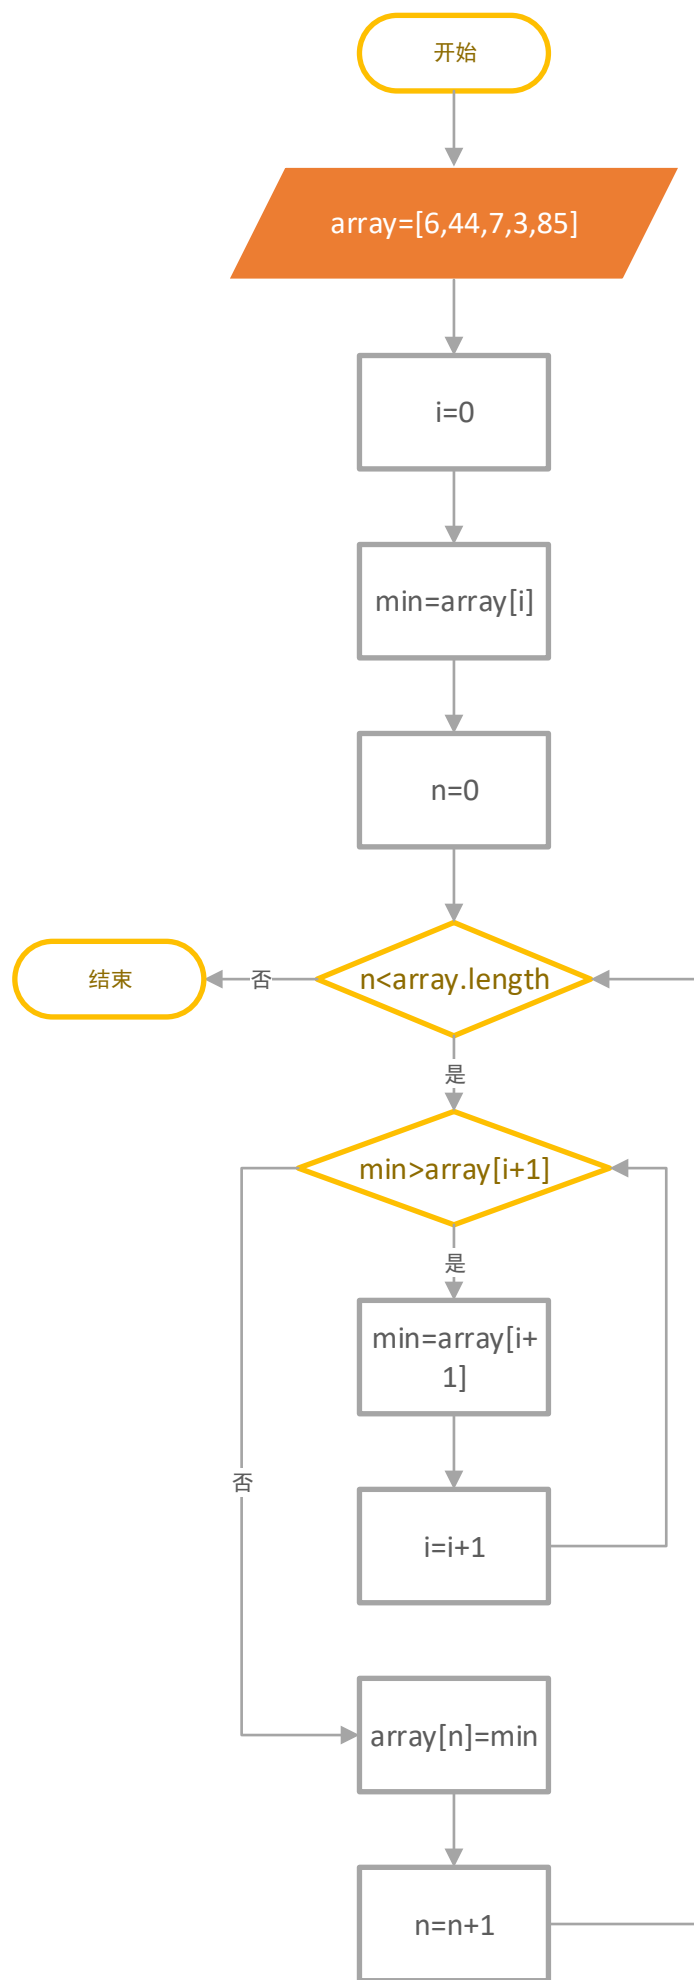 开始
array=[6,44,7,3,85]
i=0
min=array[i]
n=0
n<array.length
否
结束
是
min>array[i+1]
是
min=array[i+
1]
否
i=i+1
array[n]=min
n=n+1